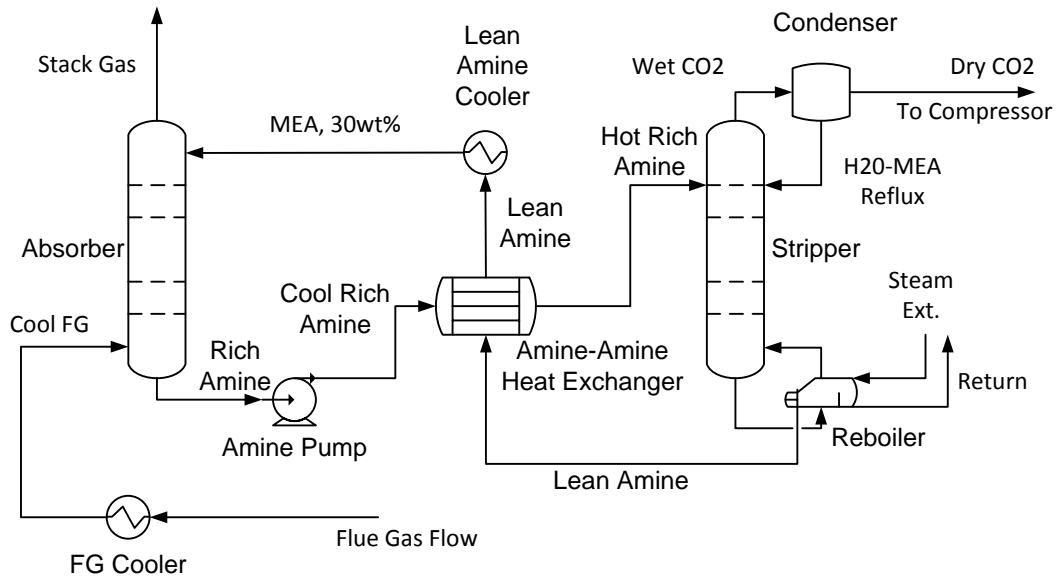 Condenser
Stack Gas
Lean
Amine
Cooler
Wet CO2
Dry CO2
To Compressor
MEA, 30wt%
Hot Rich
Amine
H20-MEA
Reflux
Lean
Amine
Absorber
Stripper
Cool Rich
Amine
Steam
Ext.
Cool FG
Rich
Amine
Amine-Amine
Heat Exchanger
Return
Amine Pump
Reboiler
Lean Amine
Flue Gas Flow
FG Cooler